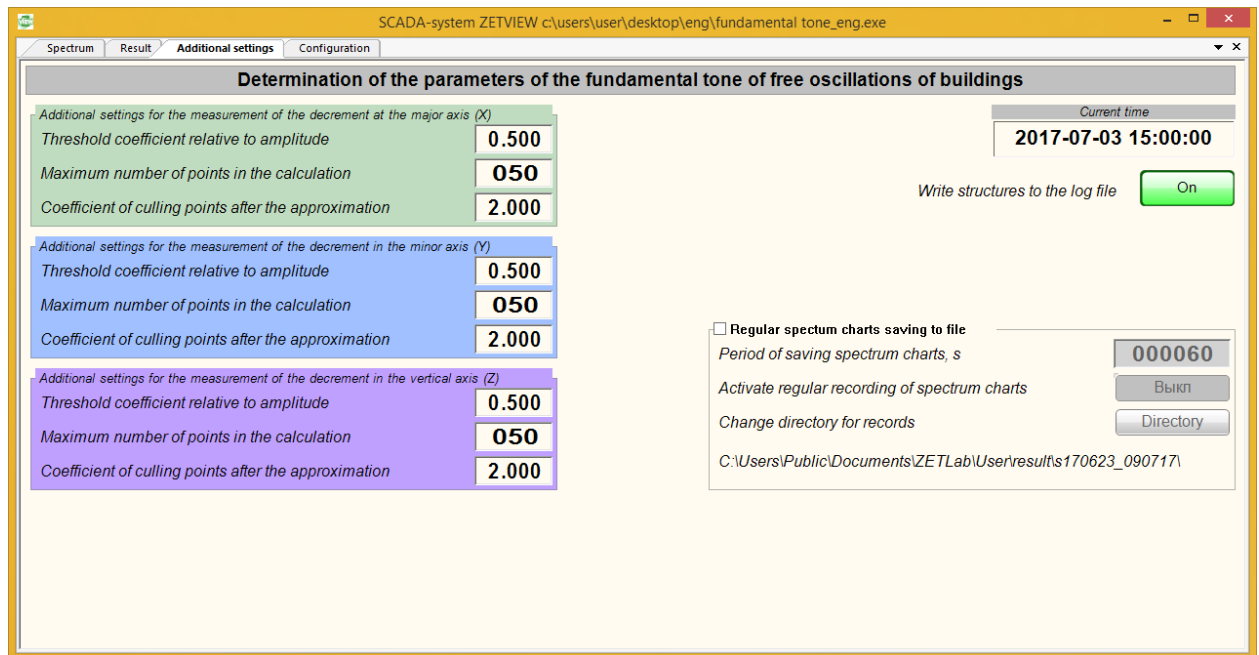 SCADA-system ZETVIEW c:\users\user\desktop\eng\fundamental tone_eng.exe
Spectrum Result Additional settings Configuration
Determination of the parameters of the fundamental tone of free oscillations of buildings
Additional settings for the measurement of the decrement at the major axis (X)
Threshold coefficient relative to amplitude 0.500
Maximum number of points in the calculation 050
Coefficient of culling points after the approximation 2.000
Additional settings for the measurement of the decrement in the minor axis (Y)
Threshold coefficient relative to amplitude 0.500
Maximum number of points in the calculation 050
Coefficient of culling points after the approximation 2.000
Additional settings for the measurement of the decrement in the vertical axis (Z)
Threshold coefficient relative to amplitude 0.500
Maximum number of points in the calculation 050
Coefficient of culling points after the approximation 2.000
Current time
2017-07-03 15:00:00
Write structures to the log file On
Regular spectum charts saving to file
Period of saving spectrum charts, s 000060
Activate regular recording of spectrum charts Выкл
Change directory for records Directory
C:\Users\Public\Documents\ZETLab\User\result\s170623_090717\